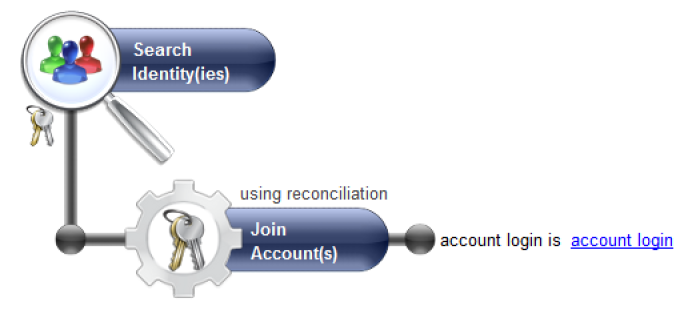 Search
Identity(ies)
using reconciliation
Join
Account(s)
account login is account login